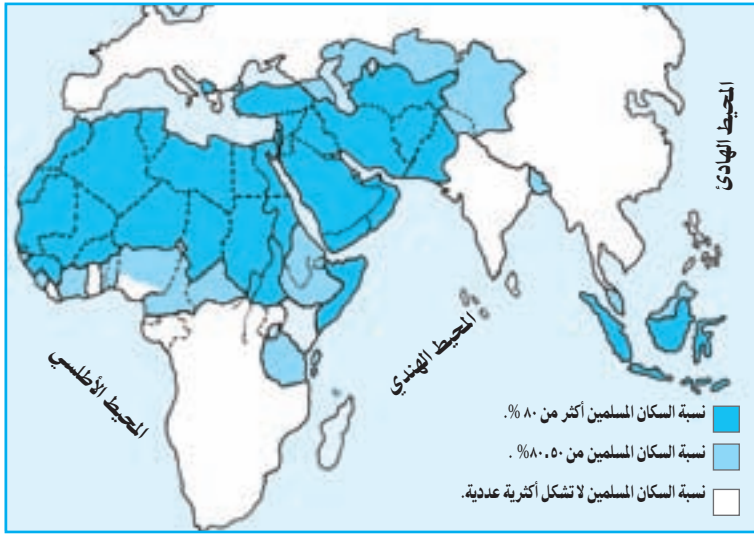 المحيط الهادئ
المحيط الهندي
المحيط الأطلسي
نسبة السكان المسلمين أكثر من ٨٠ %.
نسبة السكان المسلمين من ٨٠،٥٠% .
نسبة السكان المسلمين لا تشكل أكثرية عددية.